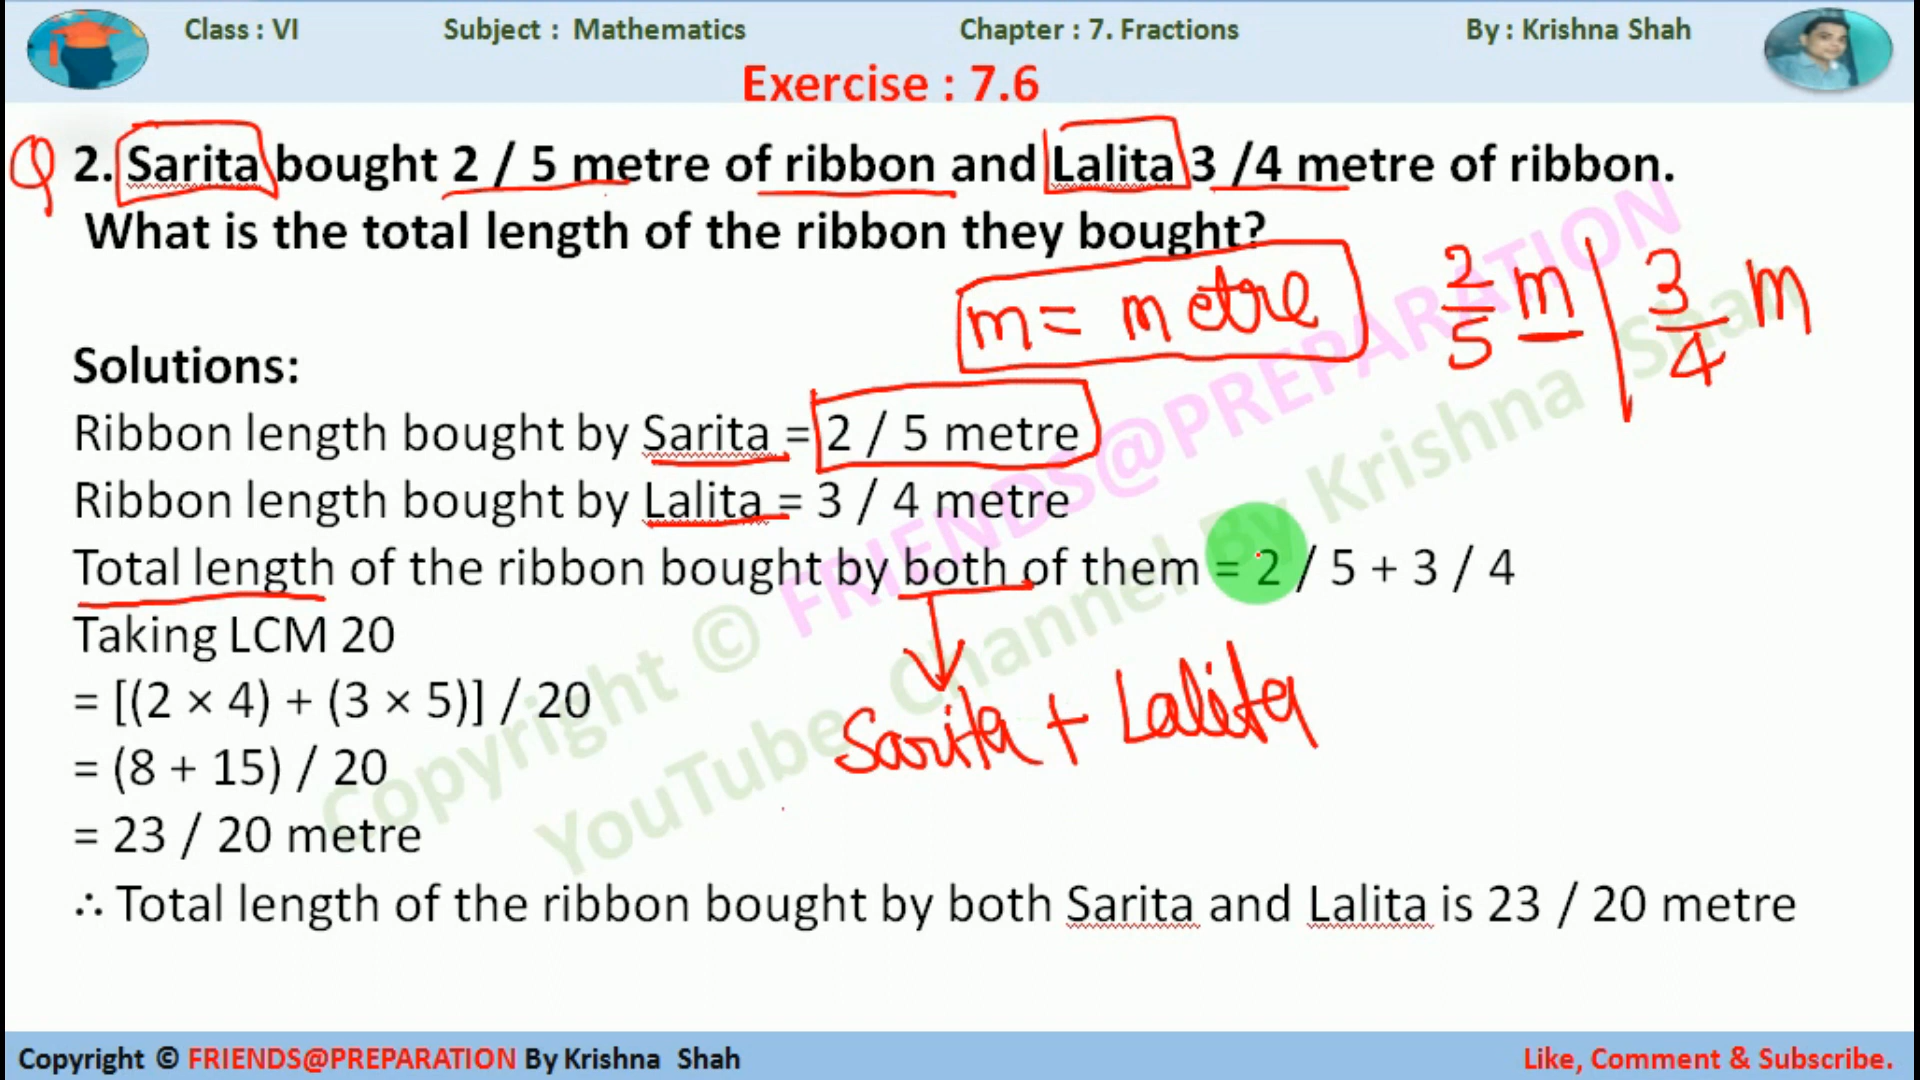 Class : VI Subject : Mathematics Chapter : 7. Fractions By : Krishna Shah
Exercise : 7.6
Q 2. Sarita bought 2 / 5 metre of ribbon and Lalita 3 /4 metre of ribbon.
What is the total length of the ribbon they bought?
m = metre
2/5 m | 3/4 m
Solutions:
Ribbon length bought by Sarita = 2 / 5 metre
Ribbon length bought by Lalita = 3 / 4 metre
Total length of the ribbon bought by both of them = 2 / 5 + 3 / 4
Taking LCM 20
= [(2 × 4) + (3 × 5)] / 20
Sarita + Lalita
= (8 + 15) / 20
= 23 / 20 metre
∴ Total length of the ribbon bought by both Sarita and Lalita is 23 / 20 metre
Copyright © FRIENDS@PREPARATION
YouTube Channel By Krishna Shah
Copyright © FRIENDS@PREPARATION By Krishna Shah Like, Comment & Subscribe.